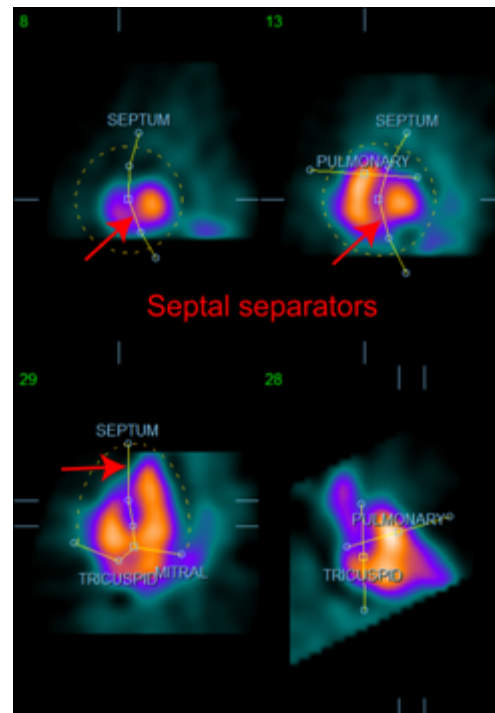 8
13
SEPTUM
SEPTUM
PULMONARY
Septal separators
29
28
SEPTUM
PULMONARY
TRICUSPID
MITRAL
TRICUSPID